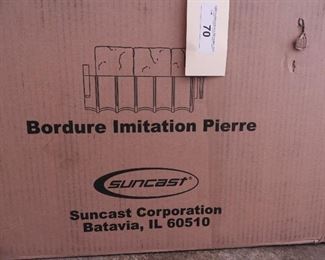 70
Bordure Imitation Pierre
SUNCAST
Suncast Corporation
Batavia, IL 60510